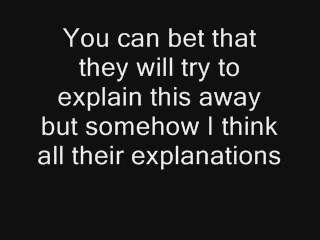 You can bet that
they will try to
explain this away
but somehow I think
all their explanations